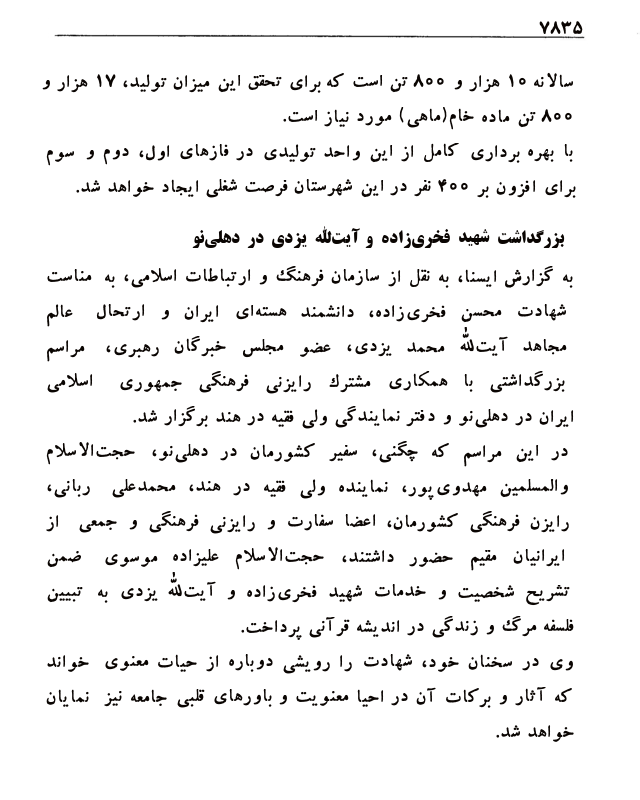 ۷۸۳۵
سالانه ۱۰ هزار و ۸۰۰ تن است که برای تحقق این میزان تولید، ۱۷ هزار و
۸۰۰ تن ماده خام(ماهی) مورد نیاز است.
با بهره برداری کامل از این واحد تولیدی در فازهای اول، دوم و سوم
برای افزون بر ۴۰۰ نفر در این شهرستان فرصت شغلی ایجاد خواهد شد.
بزرگداشت شهید فخری‌زاده و آیت‌الله یزدی در دهلی‌نو
به گزارش ایسنا، به نقل از سازمان فرهنگ و ارتباطات اسلامی، به مناست
شهادت محسن فخری‌زاده، دانشمند هسته‌ای ایران و ارتحال عالم
مجاهد آیت‌الله محمد یزدی، عضو مجلس خبرگان رهبری، مراسم
بزرگداشتی با همکاری مشترک رایزنی فرهنگی جمهوری اسلامی
ایران در دهلی‌نو و دفتر نمایندگی ولی فقیه در هند برگزار شد.
در این مراسم که چگنی، سفیر کشورمان در دهلی‌نو، حجت‌الاسلام
والمسلمین مهدوی‌پور، نماینده ولی فقیه در هند، محمدعلی ربانی،
رایزن فرهنگی کشورمان، اعضا سفارت و رایزنی فرهنگی و جمعی از
ایرانیان مقیم حضور داشتند، حجت‌الاسلام علیزاده موسوی ضمن
تشریح شخصیت و خدمات شهید فخری‌زاده و آیت‌الله یزدی به تبیین
فلسفه مرگ و زندگی در اندیشه قرآنی پرداخت.
وی در سخنان خود، شهادت را رویشی دوباره از حیات معنوی خواند
که آثار و برکات آن در احیا معنویت و باورهای قلبی جامعه نیز نمایان
خواهد شد.